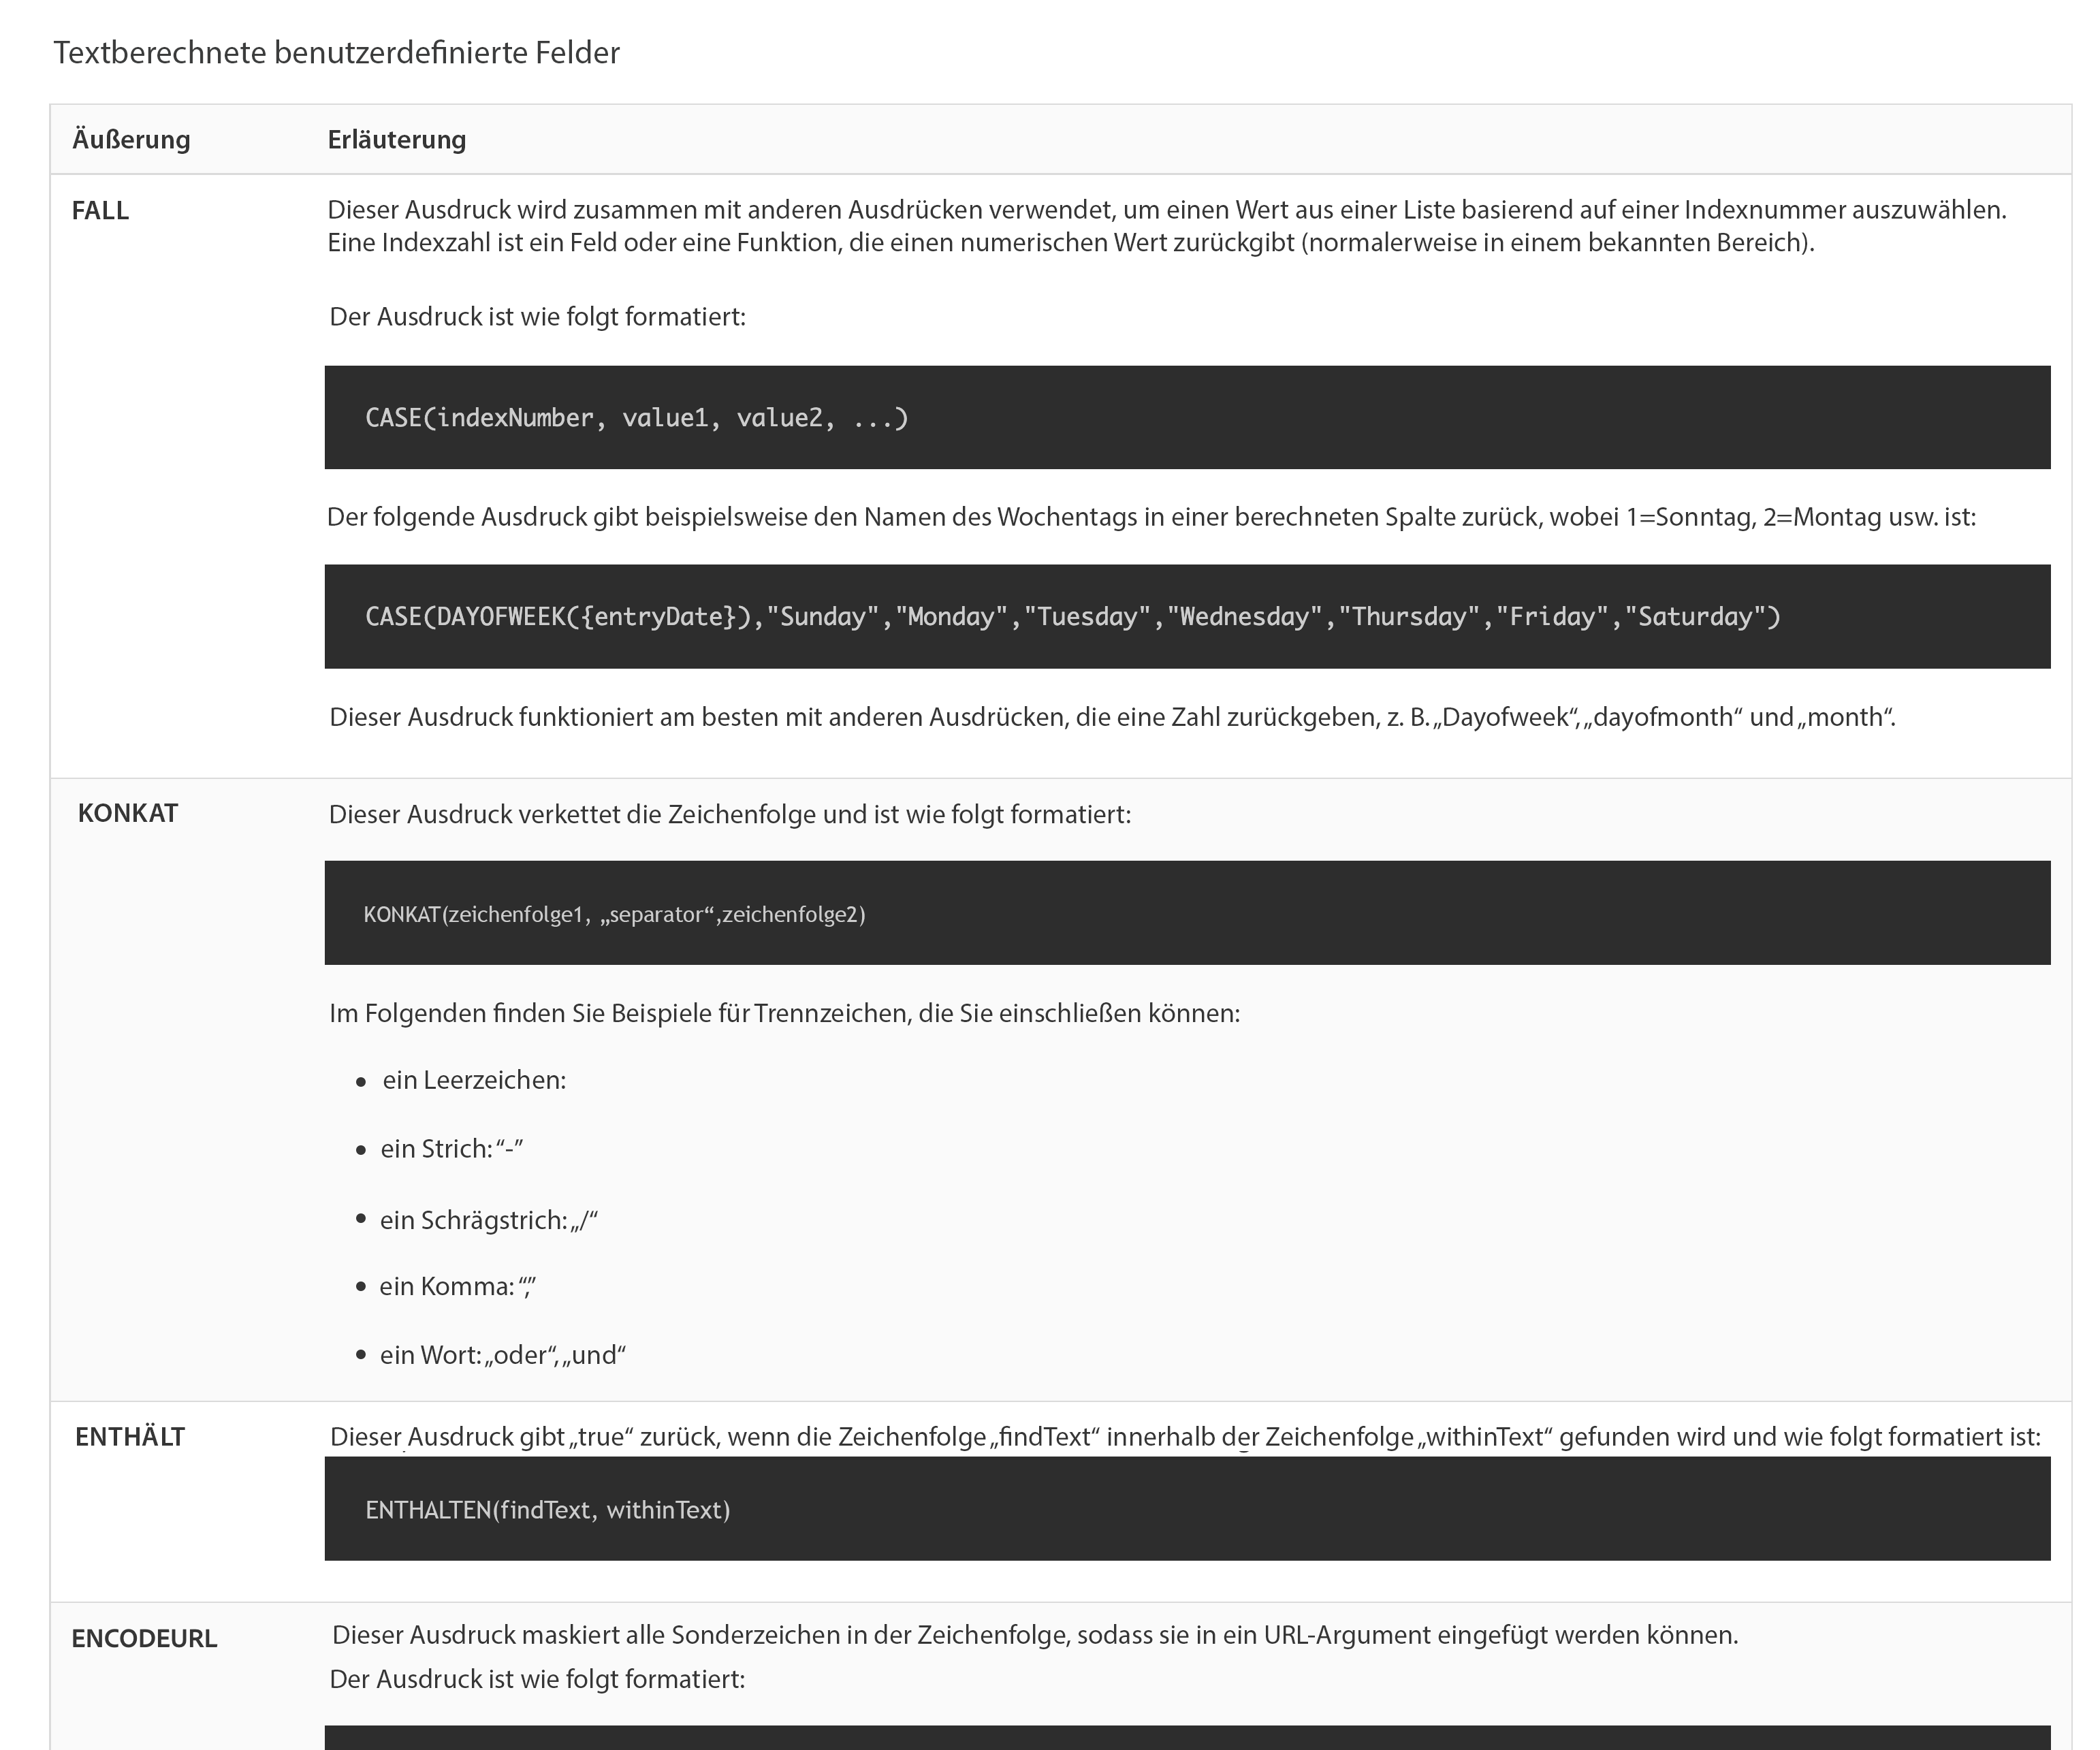 Textberechnete benutzerdefinierte Felder
Äußerung Erläuterung
FALL Dieser Ausdruck wird zusammen mit anderen Ausdrücken verwendet, um einen Wert aus einer Liste basierend auf einer Indexnummer auszuwählen.
Eine Indexzahl ist ein Feld oder eine Funktion, die einen numerischen Wert zurückgibt (normalerweise in einem bekannten Bereich).
Der Ausdruck ist wie folgt formatiert:
CASE(indexNumber, value1, value2, ...)
Der folgende Ausdruck gibt beispielsweise den Namen des Wochentags in einer berechneten Spalte zurück, wobei 1=Sonntag, 2=Montag usw. ist:
CASE(DAYOFWEEK({entryDate}),"Sunday","Monday","Tuesday","Wednesday","Thursday","Friday","Saturday")
Dieser Ausdruck funktioniert am besten mit anderen Ausdrücken, die eine Zahl zurückgeben, z. B. „Dayofweek“, „dayofmonth“ und „month“.
KONKAT Dieser Ausdruck verkettet die Zeichenfolge und ist wie folgt formatiert:
KONKAT(zeichenfolge1, „separator“,zeichenfolge2)
Im Folgenden finden Sie Beispiele für Trennzeichen, die Sie einschließen können:
• ein Leerzeichen:
• ein Strich: “-”
• ein Schrägstrich: „/“
• ein Komma: “,”
• ein Wort: „oder“, „und“
ENTHÄLT Dieser Ausdruck gibt „true“ zurück, wenn die Zeichenfolge „findText“ innerhalb der Zeichenfolge „withinText“ gefunden wird und wie folgt formatiert ist:
ENTHALTEN(findText, withinText)
ENCODEURL Dieser Ausdruck maskiert alle Sonderzeichen in der Zeichenfolge, sodass sie in ein URL-Argument eingefügt werden können.
Der Ausdruck ist wie folgt formatiert: